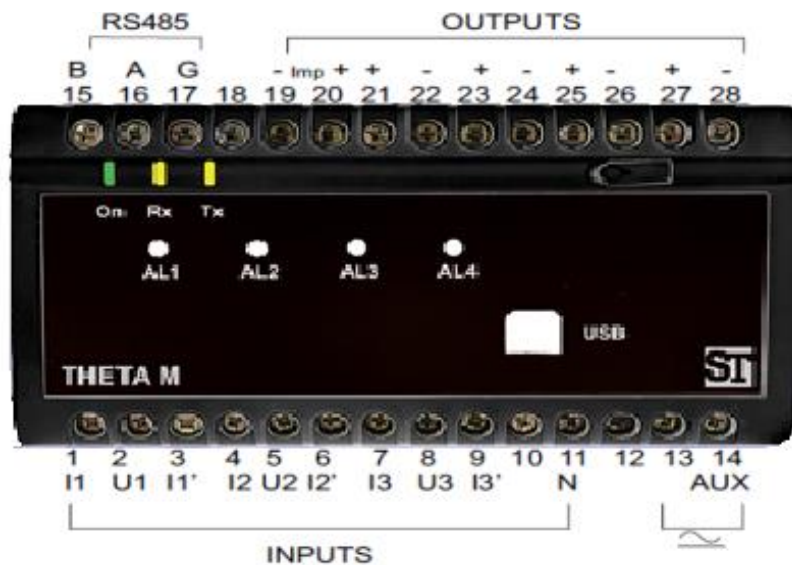 RS485 OUTPUTS
B A G - Imp + + - + - + - + -
15 16 17 18 19 20 21 22 23 24 25 26 27 28
On Rx Tx
AL1 AL2 AL3 AL4
USB
THETA M ST
1 2 3 4 5 6 7 8 9 10 11 12 13 14
I1 U1 I1' I2 U2 I2' I3 U3 I3' N AUX
INPUTS